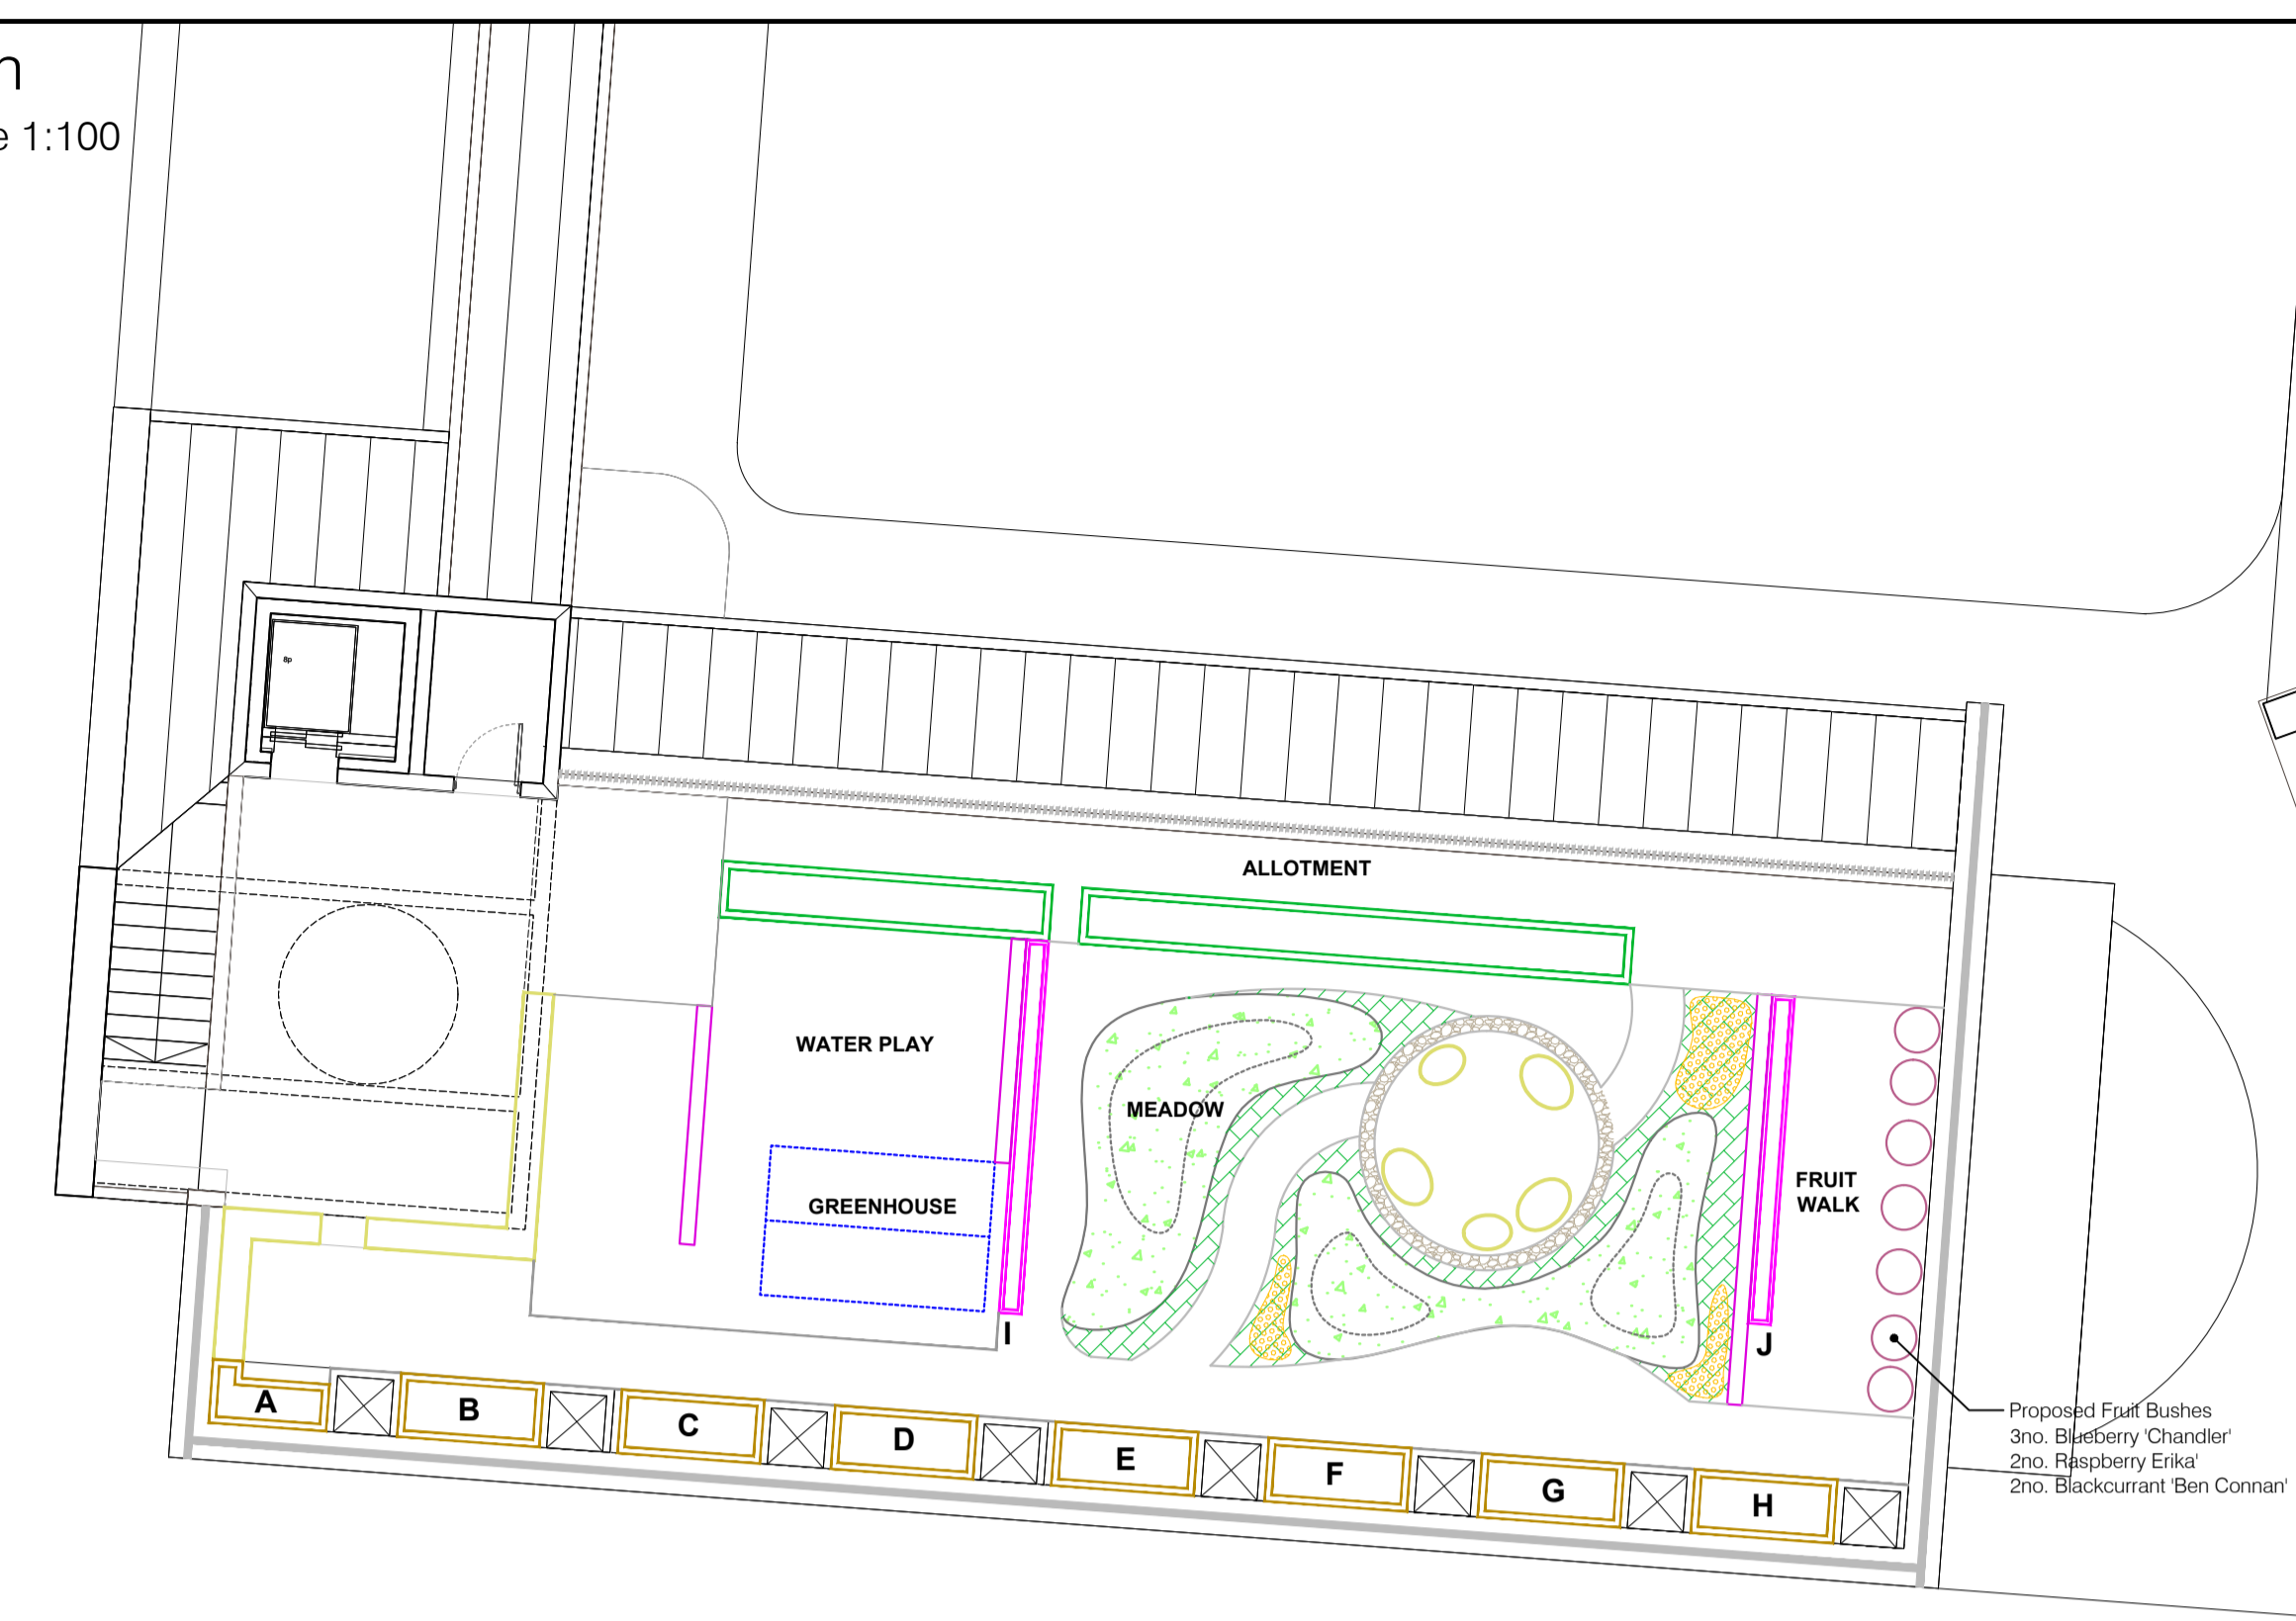 n
e 1:100
8p
ALLOTMENT
WATER PLAY
MEADOW
GREENHOUSE
FRUIT
WALK
I
J
A
B
C
D
E
F
G
H
Proposed Fruit Bushes
3no. Blueberry 'Chandler'
2no. Raspberry Erika'
2no. Blackcurrant 'Ben Connan'